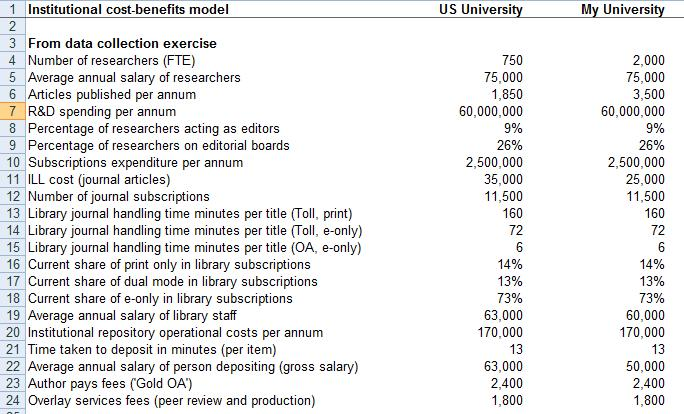 1 Institutional cost-benefits model US University My University
2
3 From data collection exercise
4 Number of researchers (FTE) 750 2,000
5 Average annual salary of researchers 75,000 75,000
6 Articles published per annum 1,850 3,500
7 R&D spending per annum 60,000,000 60,000,000
8 Percentage of researchers acting as editors 9% 9%
9 Percentage of researchers on editorial boards 26% 26%
10 Subscriptions expenditure per annum 2,500,000 2,500,000
11 ILL cost (journal articles) 35,000 25,000
12 Number of journal subscriptions 11,500 11,500
13 Library journal handling time minutes per title (Toll, print) 160 160
14 Library journal handling time minutes per title (Toll, e-only) 72 72
15 Library journal handling time minutes per title (OA, e-only) 6 6
16 Current share of print only in library subscriptions 14% 14%
17 Current share of dual mode in library subscriptions 13% 13%
18 Current share of e-only in library subscriptions 73% 73%
19 Average annual salary of library staff 63,000 60,000
20 Institutional repository operational costs per annum 170,000 170,000
21 Time taken to deposit in minutes (per item) 13 13
22 Average annual salary of person depositing (gross salary) 63,000 50,000
23 Author pays fees ('Gold OA') 2,400 2,400
24 Overlay services fees (peer review and production) 1,800 1,800